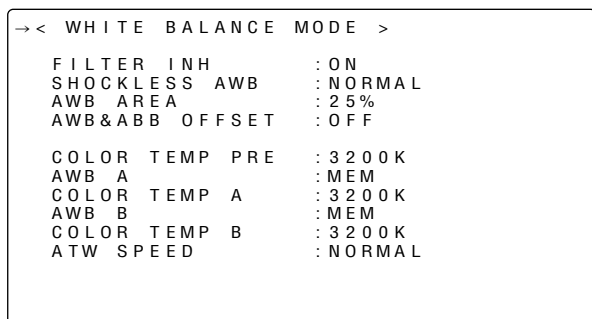 →< WHITE BALANCE MODE >
FILTER INH :ON
SHOCKLESS AWB :NORMAL
AWB AREA :25%
AWB&ABB OFFSET :OFF
COLOR TEMP PRE :3200K
AWB A :MEM
COLOR TEMP A :3200K
AWB B :MEM
COLOR TEMP B :3200K
ATW SPEED :NORMAL